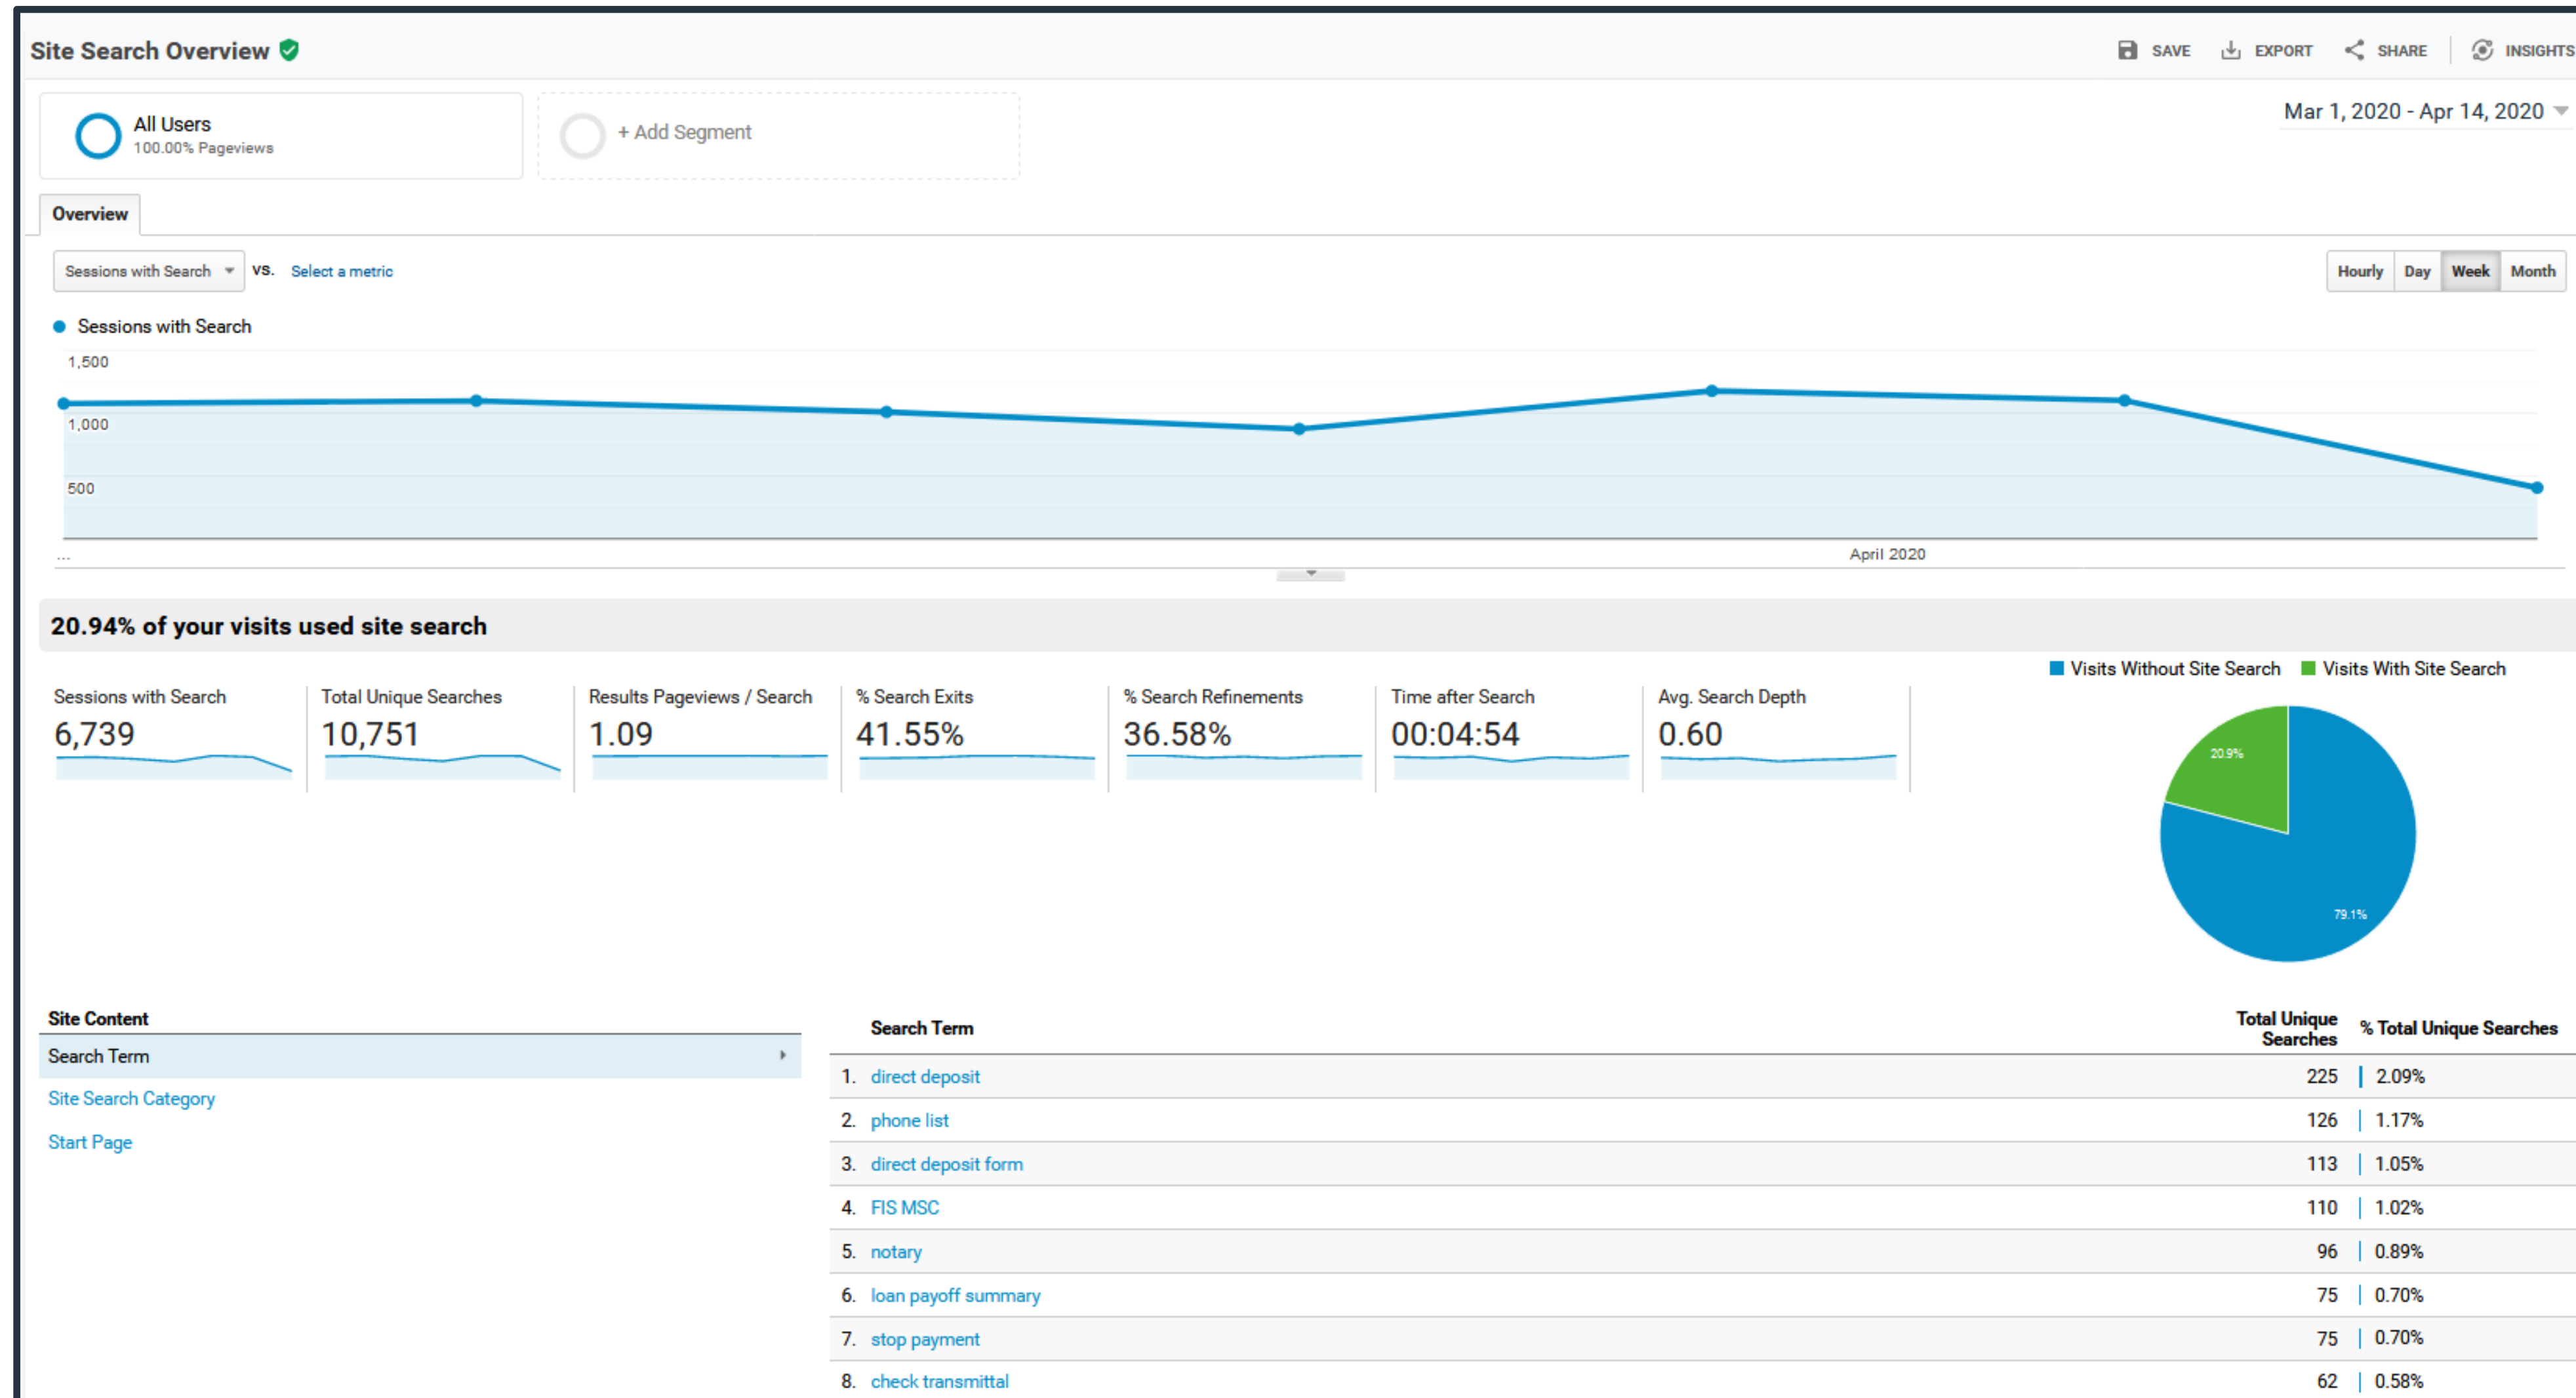 Site Search Overview
SAVE EXPORT SHARE INSIGHTS
All Users
100.00% Pageviews
+ Add Segment
Mar 1, 2020 - Apr 14, 2020
Overview
Sessions with Search VS. Select a metric
Hourly Day Week Month
Sessions with Search
1,500
1,000
500
...
April 2020
20.94% of your visits used site search
Visits Without Site Search Visits With Site Search
Sessions with Search
6,739
Total Unique Searches
10,751
Results Pageviews / Search
1.09
% Search Exits
41.55%
% Search Refinements
36.58%
Time after Search
00:04:54
Avg. Search Depth
0.60
20.9%
79.1%
Site Content
Search Term
Site Search Category
Start Page
Search Term Total Unique Searches % Total Unique Searches
1. direct deposit 225 2.09%
2. phone list 126 1.17%
3. direct deposit form 113 1.05%
4. FIS MSC 110 1.02%
5. notary 96 0.89%
6. loan payoff summary 75 0.70%
7. stop payment 75 0.70%
8. check transmittal 62 0.58%